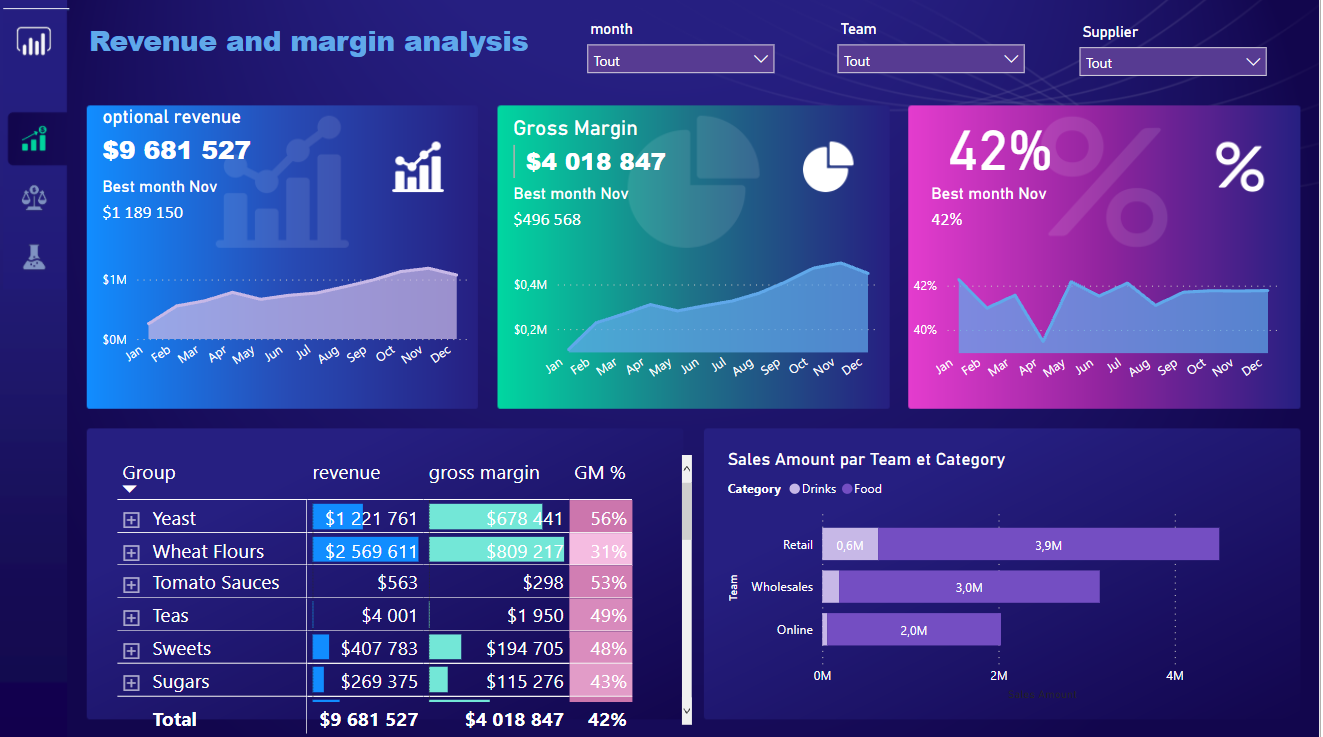 Revenue and margin analysis
month
Tout
Team
Tout
Supplier
Tout
optional revenue
$9 681 527
Best month Nov
$1 189 150
$1M
$0M
Jan Feb Mar Apr May Jun Jul Aug Sep Oct Nov Dec
Gross Margin
$4 018 847
Best month Nov
$496 568
$0,4M
$0,2M
Jan Feb Mar Apr May Jun Jul Aug Sep Oct Nov Dec
42%
%
Best month Nov
42%
42%
40%
Jan Feb Mar Apr May Jun Jul Aug Sep Oct Nov Dec
Group revenue gross margin GM %
Yeast $1 221 761 $678 441 56%
Wheat Flours $2 569 611 $809 217 31%
Tomato Sauces $563 $298 53%
Teas $4 001 $1 950 49%
Sweets $407 783 $194 705 48%
Sugars $269 375 $115 276 43%
Total $9 681 527 $4 018 847 42%
Sales Amount par Team et Category
Category Drinks Food
Team
Retail 0,6M 3,9M
Wholesales 3,0M
Online 2,0M
0M 2M 4M
Sales Amount